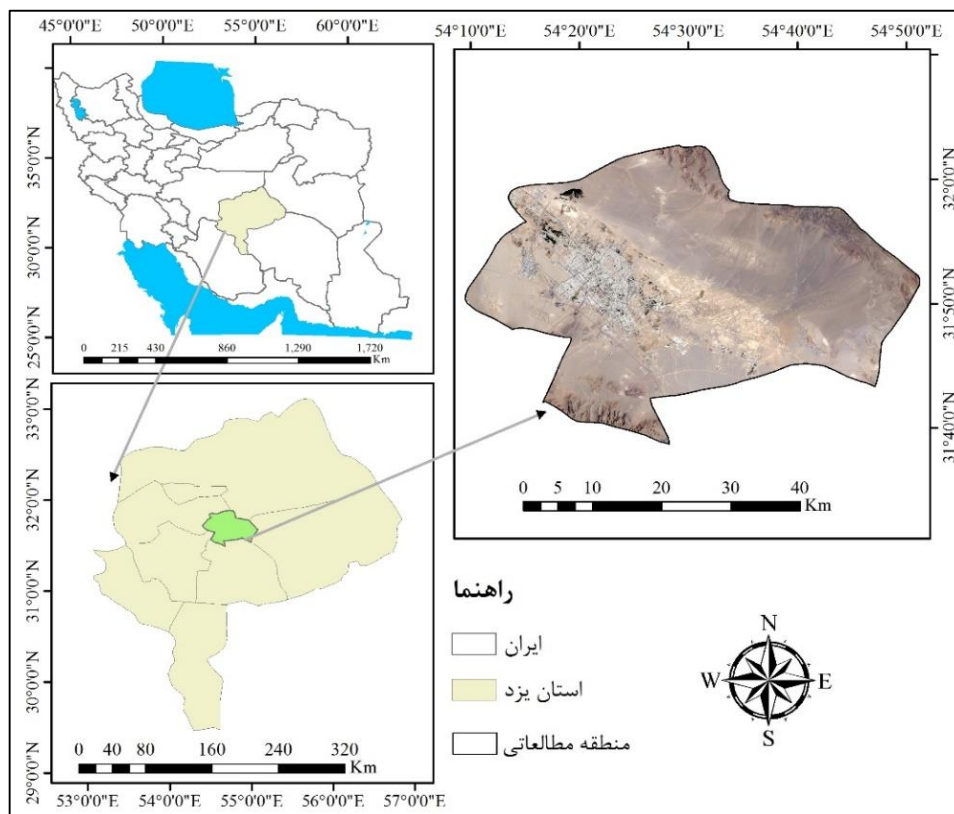 45°0'0"E 50°0'0"E 55°0'0"E 60°0'0"E
35°0'0"N
30°0'0"N
25°0'0"N
0 215 430 860 1,290 1,720
Km
54°10'0"E 54°20'0"E 54°30'0"E 54°40'0"E 54°50'0"E
32°0'0"N
31°50'0"N
31°40'0"N
0 5 10 20 30 40
Km
33°0'0"N
32°0'0"N
31°0'0"N
30°0'0"N
29°0'0"N
0 40 80 160 240 320
Km
53°0'0"E 54°0'0"E 55°0'0"E 56°0'0"E 57°0'0"E
راهنما
ایران
استان یزد
منطقه مطالعاتی
N
W E
S